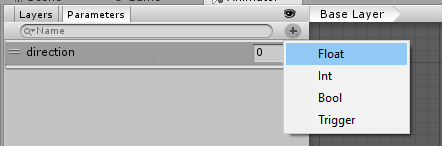 Layers Parameters Base Layer
Name
direction 0
Float
Int
Bool
Trigger